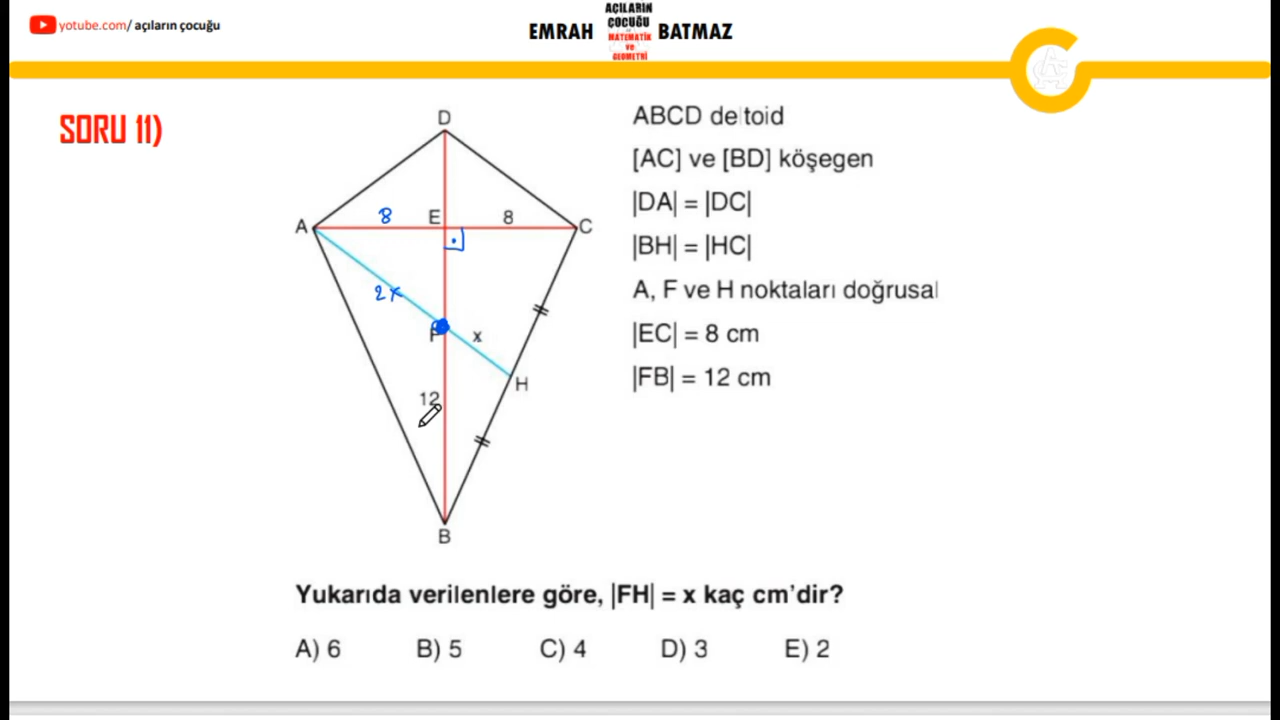 yotube.com/ açıların çocuğu
EMRAH
AÇILARIN
ÇOCUĞU
MATEMATİK
ve
GEOMETRİ
BATMAZ
SORU 11)
D
A
8
E
8
C
2x
F
x
H
12
B
ABCD deltoid
[AC] ve [BD] köşegen
|DA| = |DC|
|BH| = |HC|
A, F ve H noktaları doğrusal
|EC| = 8 cm
|FB| = 12 cm
Yukarıda verilenlere göre, |FH| = x kaç cm'dir?
A) 6 B) 5 C) 4 D) 3 E) 2